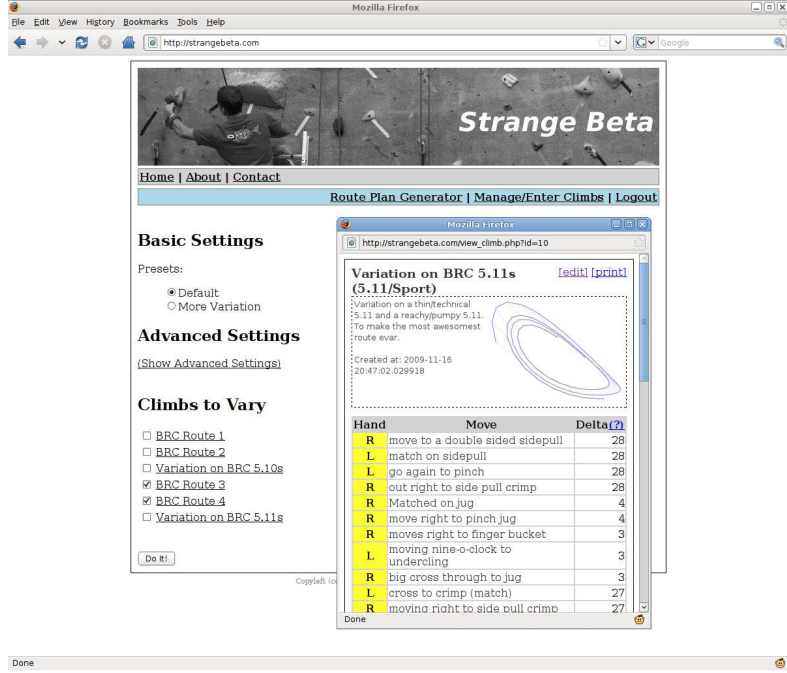 Mozilla Firefox
File Edit View History Bookmarks Tools Help
http://strangebeta.com
Google
Strange Beta
Home | About | Contact
Route Plan Generator | Manage/Enter Climbs | Logout
Basic Settings
Presets:
Default
More Variation
Advanced Settings
(Show Advanced Settings)
Climbs to Vary
BRC Route 1
BRC Route 2
Variation on BRC 5.10s
BRC Route 3
BRC Route 4
Variation on BRC 5.11s
Do It!
Copyleft
Mozilla Firefox
http://strangebeta.com/view_climb.php?id=10
Variation on BRC 5.11s [edit] [print]
(5.11/Sport)
Variation on a thin/technical
5.11 and a reachy/pumpy 5.11.
To make the most awesomest
route evar.
Created at: 2009-11-16
20:47:02.029918
Hand Move Delta(?)
R move to a double sided sidepull 28
L match on sidepull 28
L go again to pinch 28
R out right to side pull crimp 28
R Matched on jug 4
R move right to pinch jug 4
R moves right to finger bucket 3
L moving nine-o-clock to
undercling 3
R big cross through to jug 3
L cross to crimp (match) 27
R moving right to side pull crimp 27
Done
Done